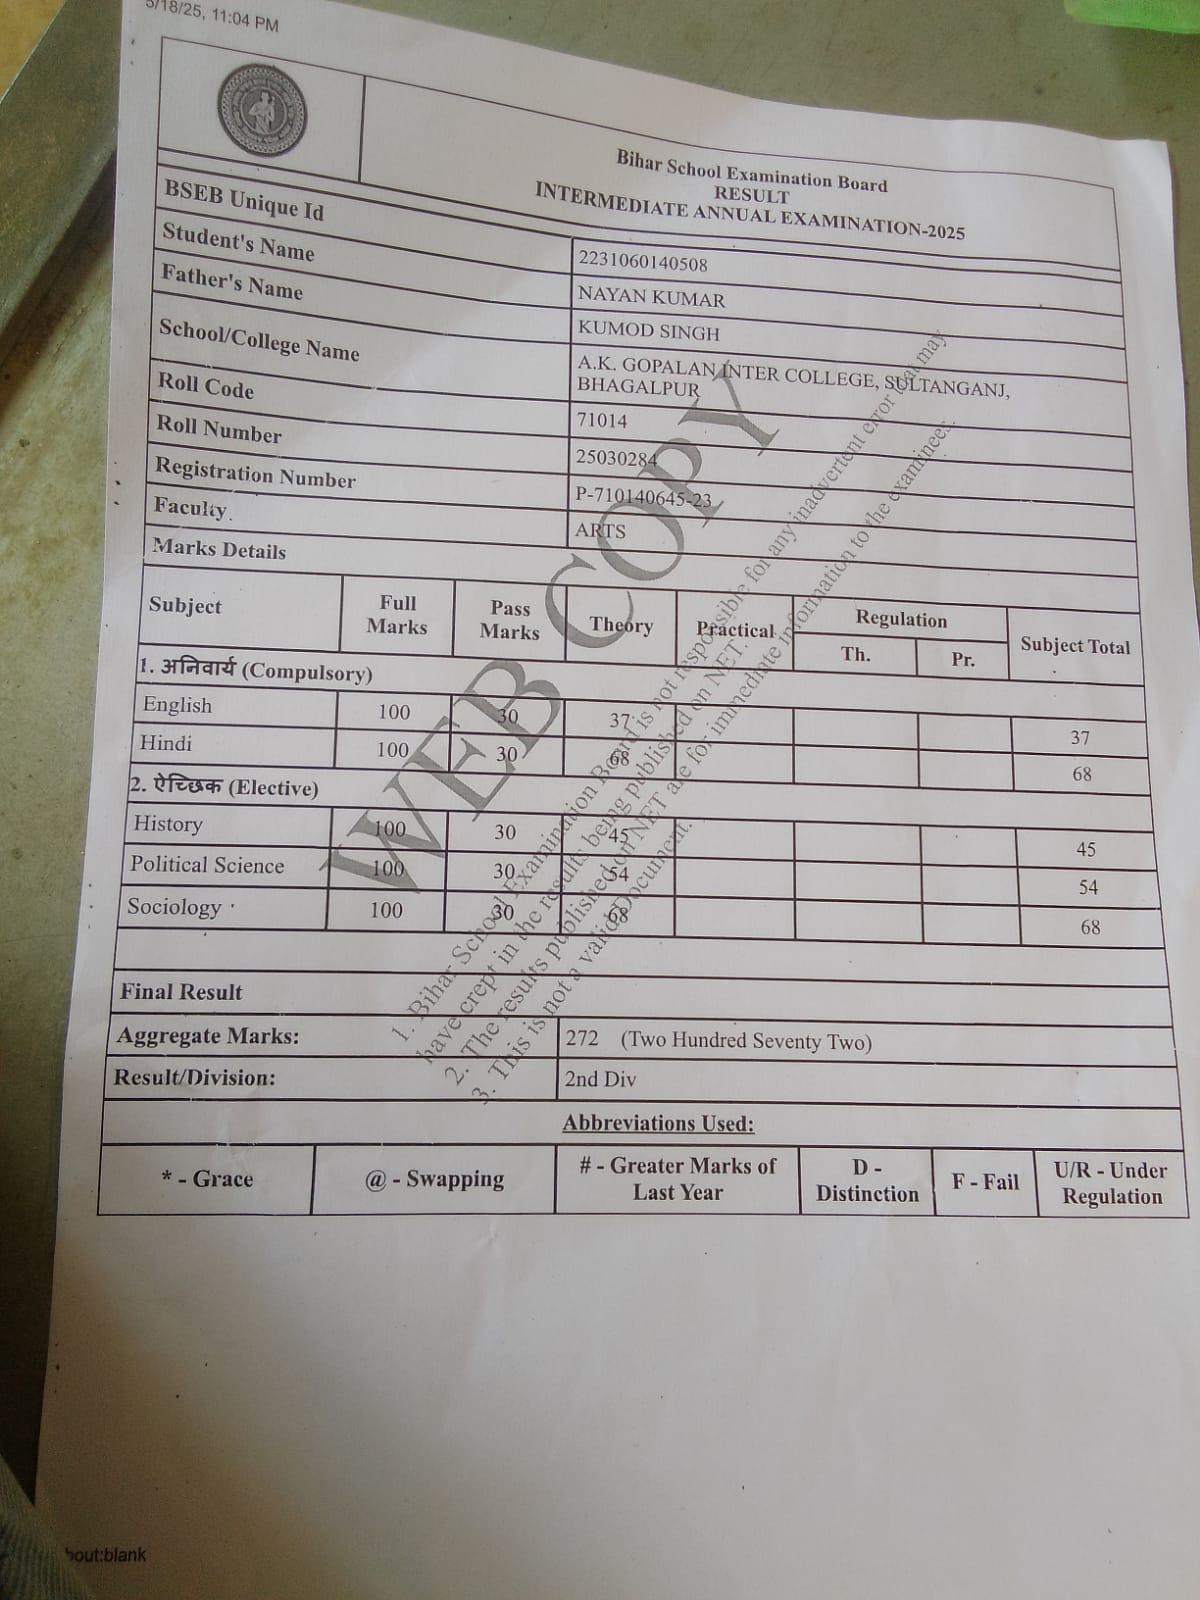 5/18/25, 11:04 PM
Bihar School Examination Board
RESULT
INTERMEDIATE ANNUAL EXAMINATION-2025
BSEB Unique Id 2231060140508
Student's Name NAYAN KUMAR
Father's Name KUMOD SINGH
School/College Name A.K. GOPALAN INTER COLLEGE, SULTANGANJ,
BHAGALPUR
Roll Code 71014
Roll Number 25030284
Registration Number P-710140645-23
Faculty ARTS
Marks Details
Subject Full Marks Pass Marks Theory Practical Regulation Subject Total
Th. Pr.
1. अनिवार्य (Compulsory)
English 100 30 37 37
Hindi 100 30 68 68
2. ऐच्छिक (Elective)
History 100 30 45 45
Political Science 100 30 54 54
Sociology 100 30 68 68
Final Result
Aggregate Marks: 272 (Two Hundred Seventy Two)
Result/Division: 2nd Div
Abbreviations Used:
* - Grace @ - Swapping # - Greater Marks of Last Year D - Distinction F - Fail U/R - Under Regulation
WEB COPY
1. Bihar School Examination Board is not responsible for any inadvertent error that may
have crept in the results being published on NET.
2. The results published on NET are for immediate information to the examinees.
3. This is not a valid Document.
bout:blank